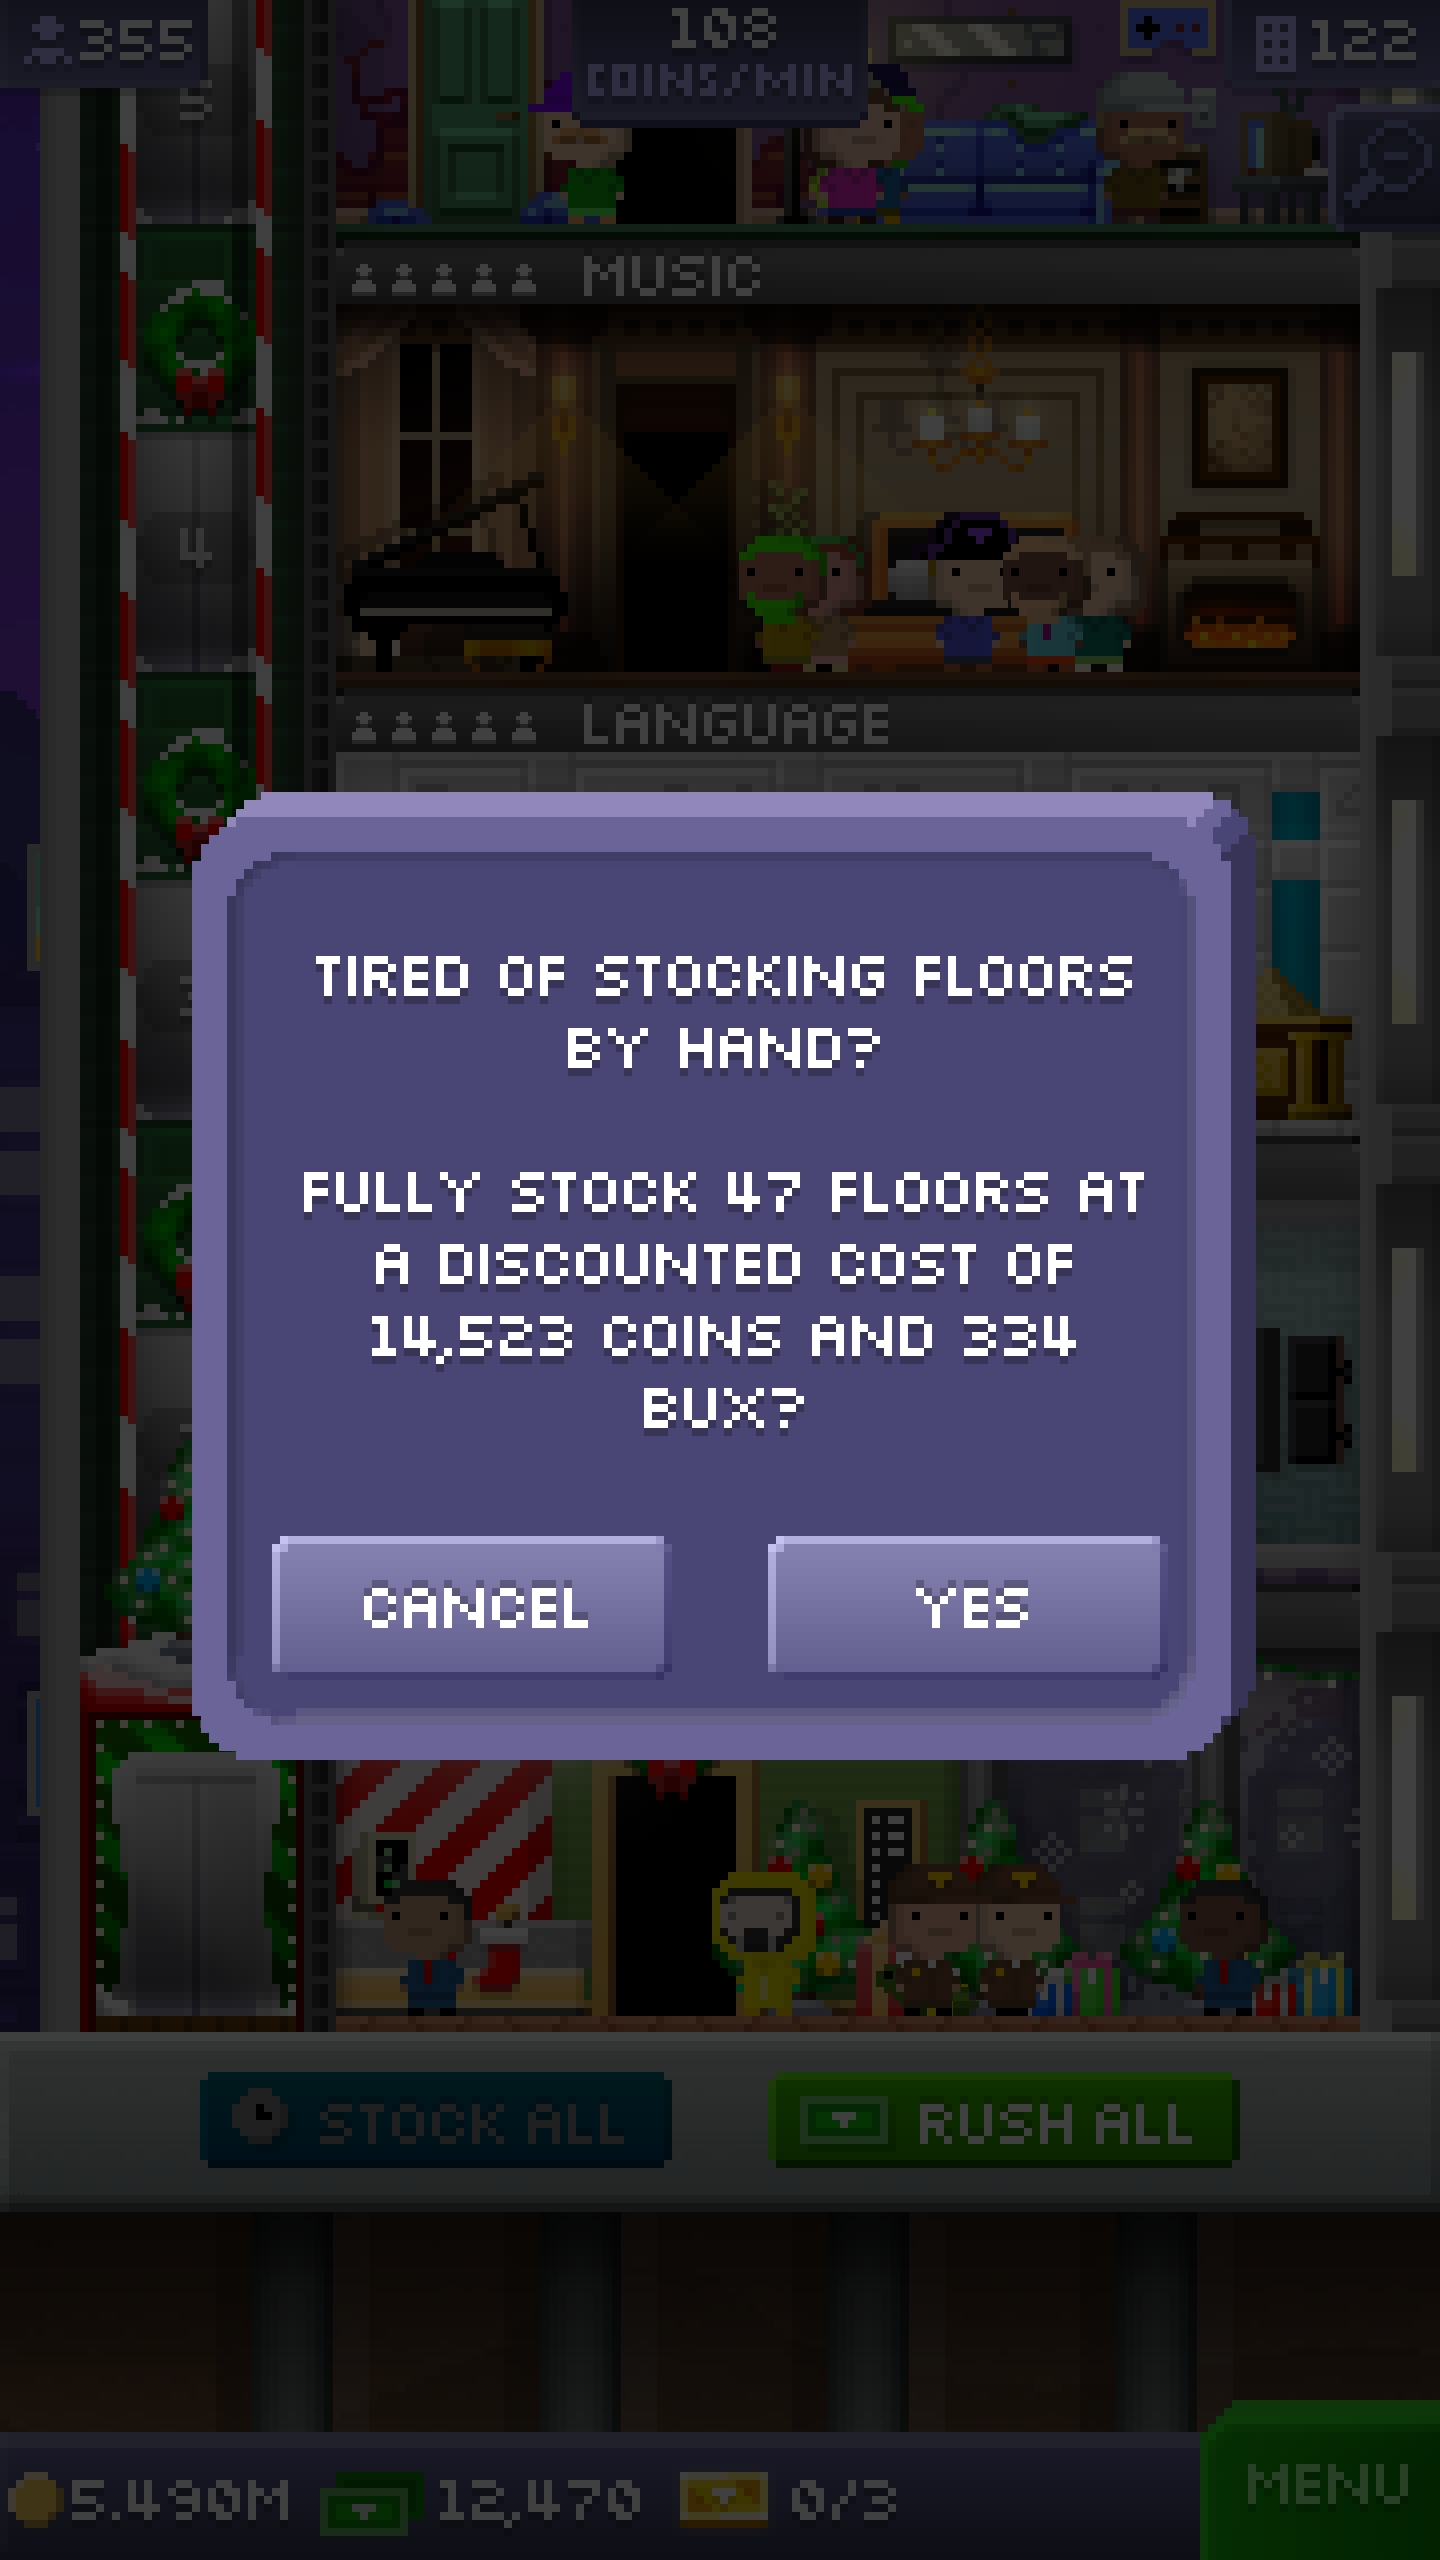 355
108
COINS/MIN
122
5
MUSIC
4
LANGUAGE
TIRED OF STOCKING FLOORS
BY HAND?
FULLY STOCK 47 FLOORS AT
A DISCOUNTED COST OF
14,523 COINS AND 334
BUX?
CANCEL
YES
STOCK ALL
RUSH ALL
5.490M
12,470
0/3
MENU